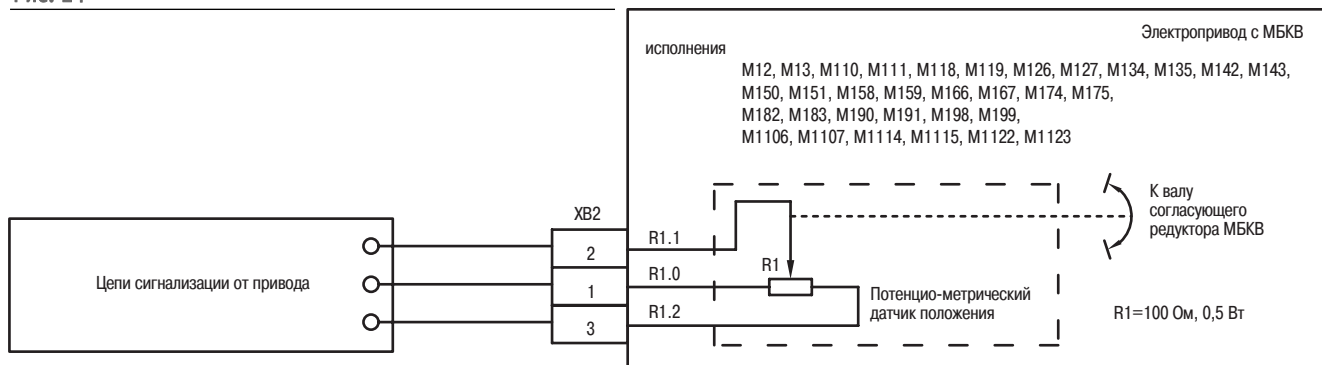 Электропривод с МБКВ
исполнения
М12, М13, М110, М111, М118, М119, М126, М127, М134, М135, М142, М143,
М150, М151, М158, М159, М166, М167, М174, М175,
М182, М183, М190, М191, М198, М199,
М1106, М1107, М1114, М1115, М1122, М1123
К валу
согласующего
редуктора МБКВ
XB2
R1.1
2
R1
R1.0
Цепи сигнализации от привода
1
Потенцио-метрический
датчик положения
R1=100 Ом, 0,5 Вт
R1.2
3